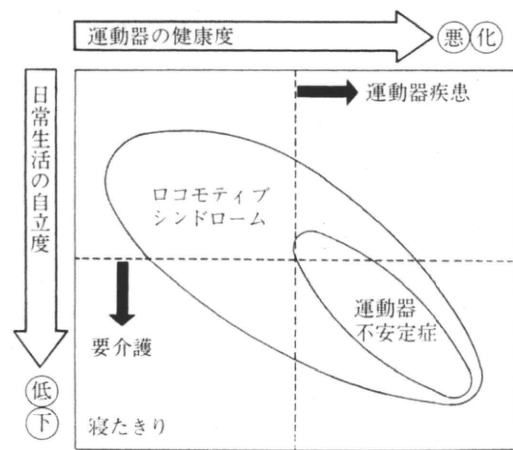 運動器の健康度
悪化
日常生活の自立度
低下
運動器疾患
ロコモティブ
シンドローム
運動器
不安定症
要介護
寝たきり